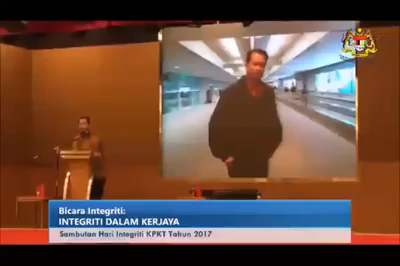 Bicara Integriti:
INTEGRITI DALAM KERJAYA
Sambutan Hari Integriti KPKT Tahun 2017